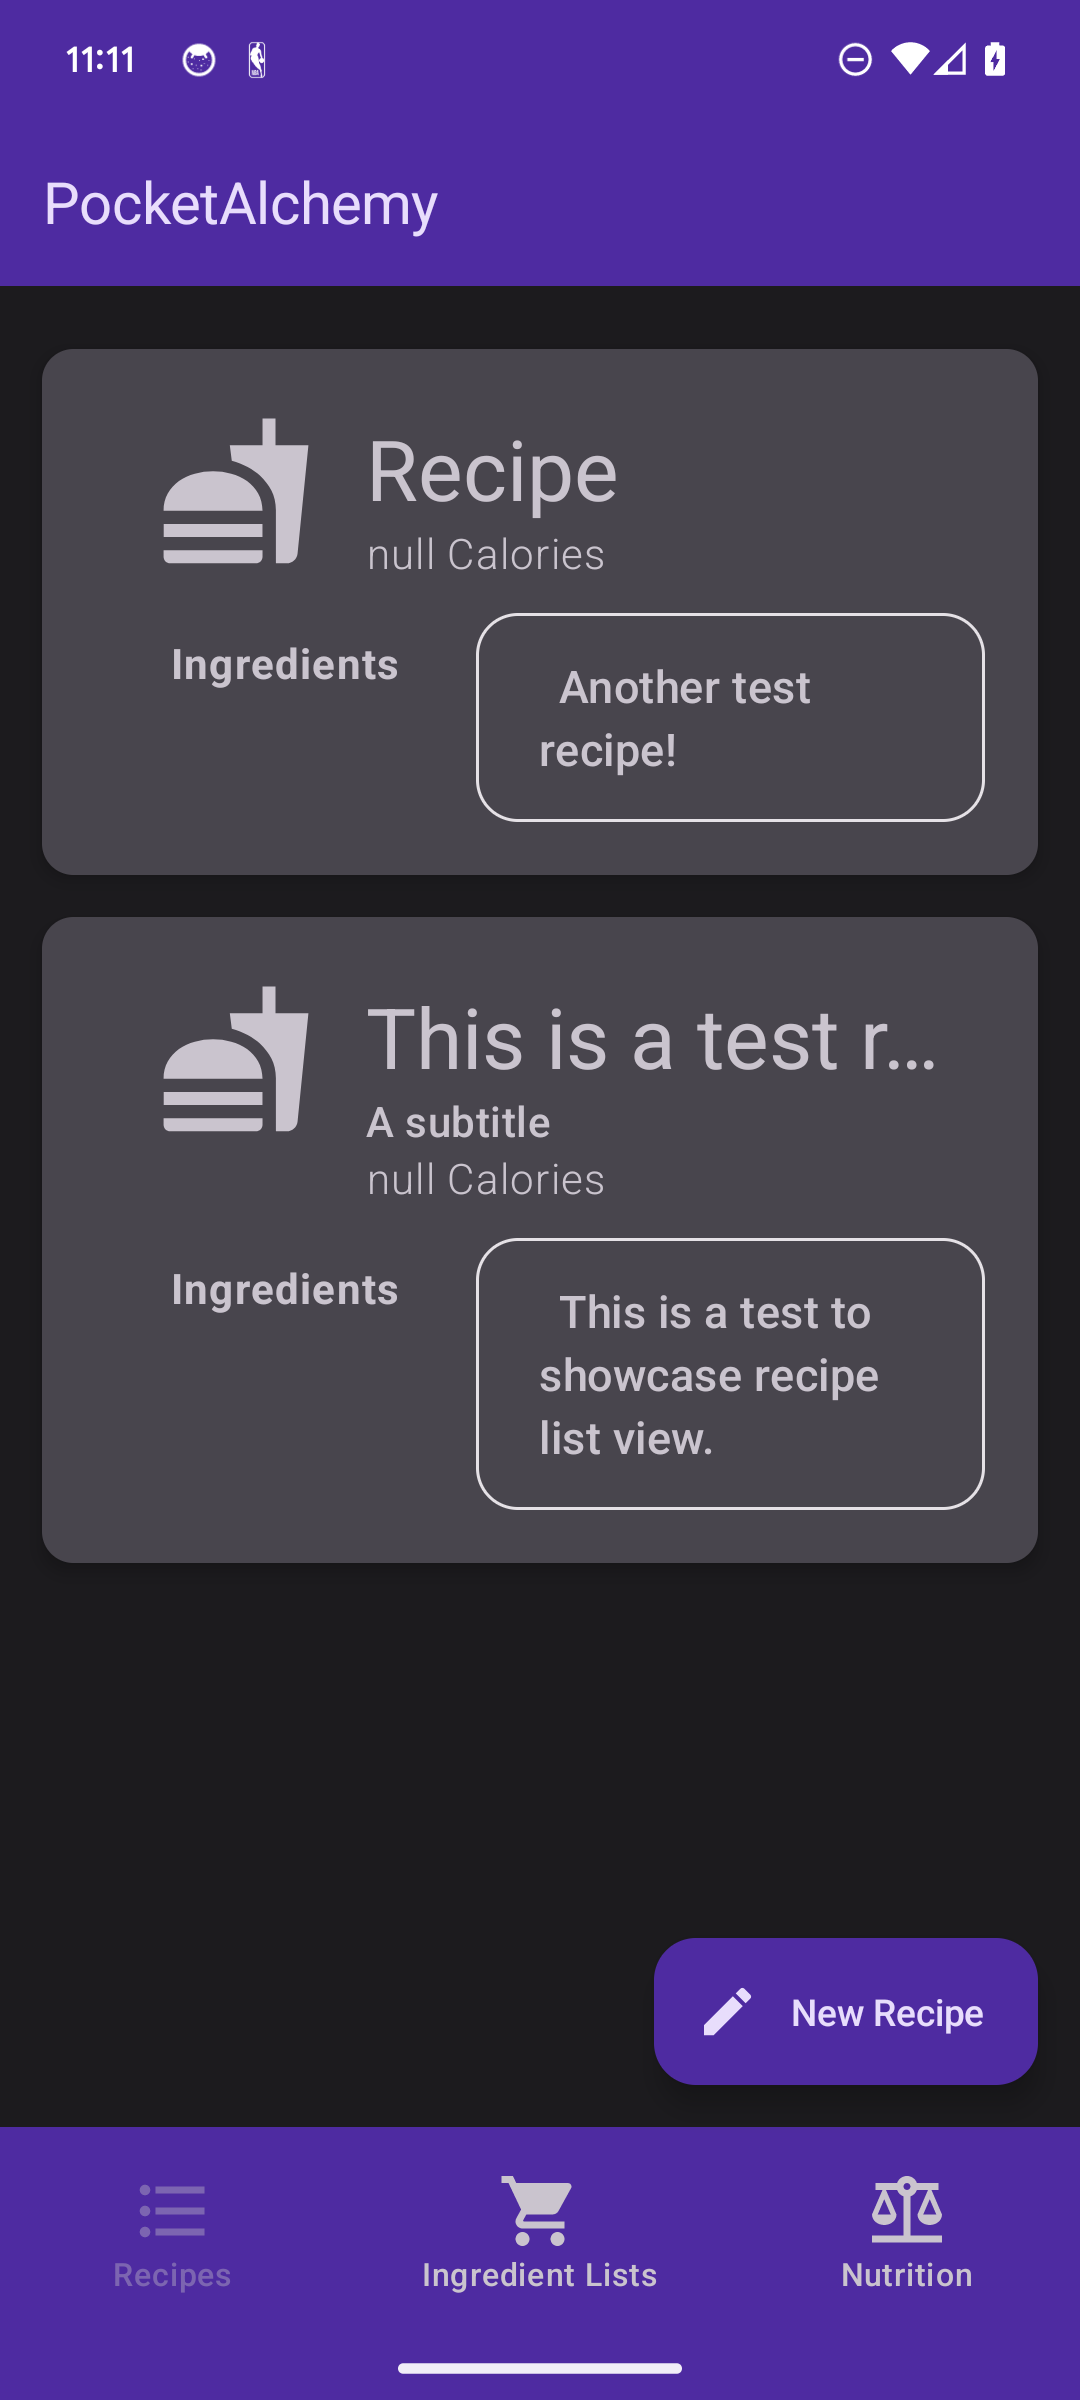 11:11
PocketAlchemy
Recipe
null Calories
Ingredients
Another test
recipe!
This is a test r...
A subtitle
null Calories
Ingredients
This is a test to
showcase recipe
list view.
New Recipe
Recipes
Ingredient Lists
Nutrition